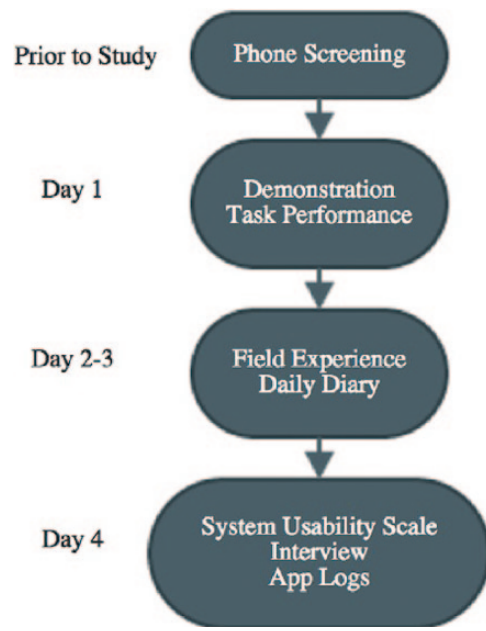 Prior to Study
Phone Screening
Day 1
Demonstration
Task Performance
Day 2-3
Field Experience
Daily Diary
Day 4
System Usability Scale
Interview
App Logs